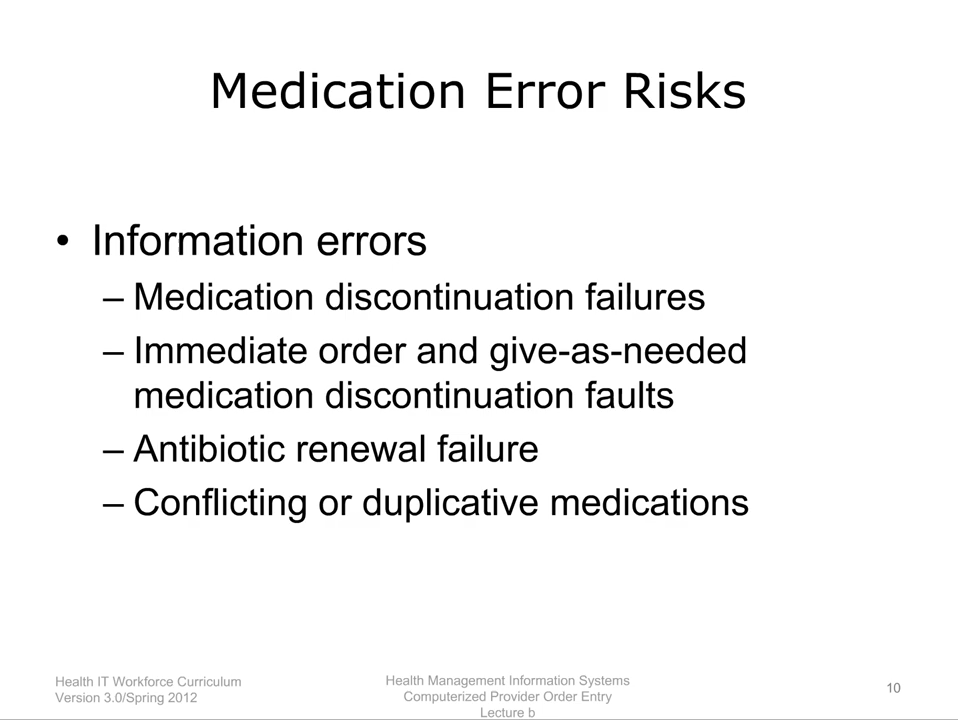 Medication Error Risks
• Information errors
– Medication discontinuation failures
– Immediate order and give-as-needed
medication discontinuation faults
– Antibiotic renewal failure
– Conflicting or duplicative medications
Health IT Workforce Curriculum
Version 3.0/Spring 2012
Health Management Information Systems
Computerized Provider Order Entry
Lecture b
10